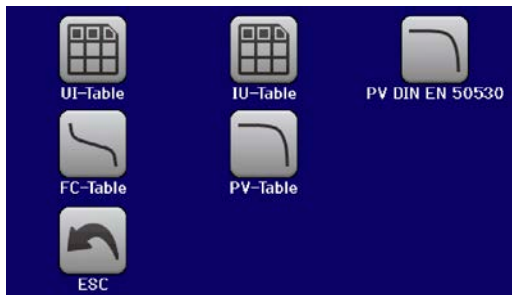 UI-Table
IU-Table
PV DIN EN 50530
FC-Table
PV-Table
ESC